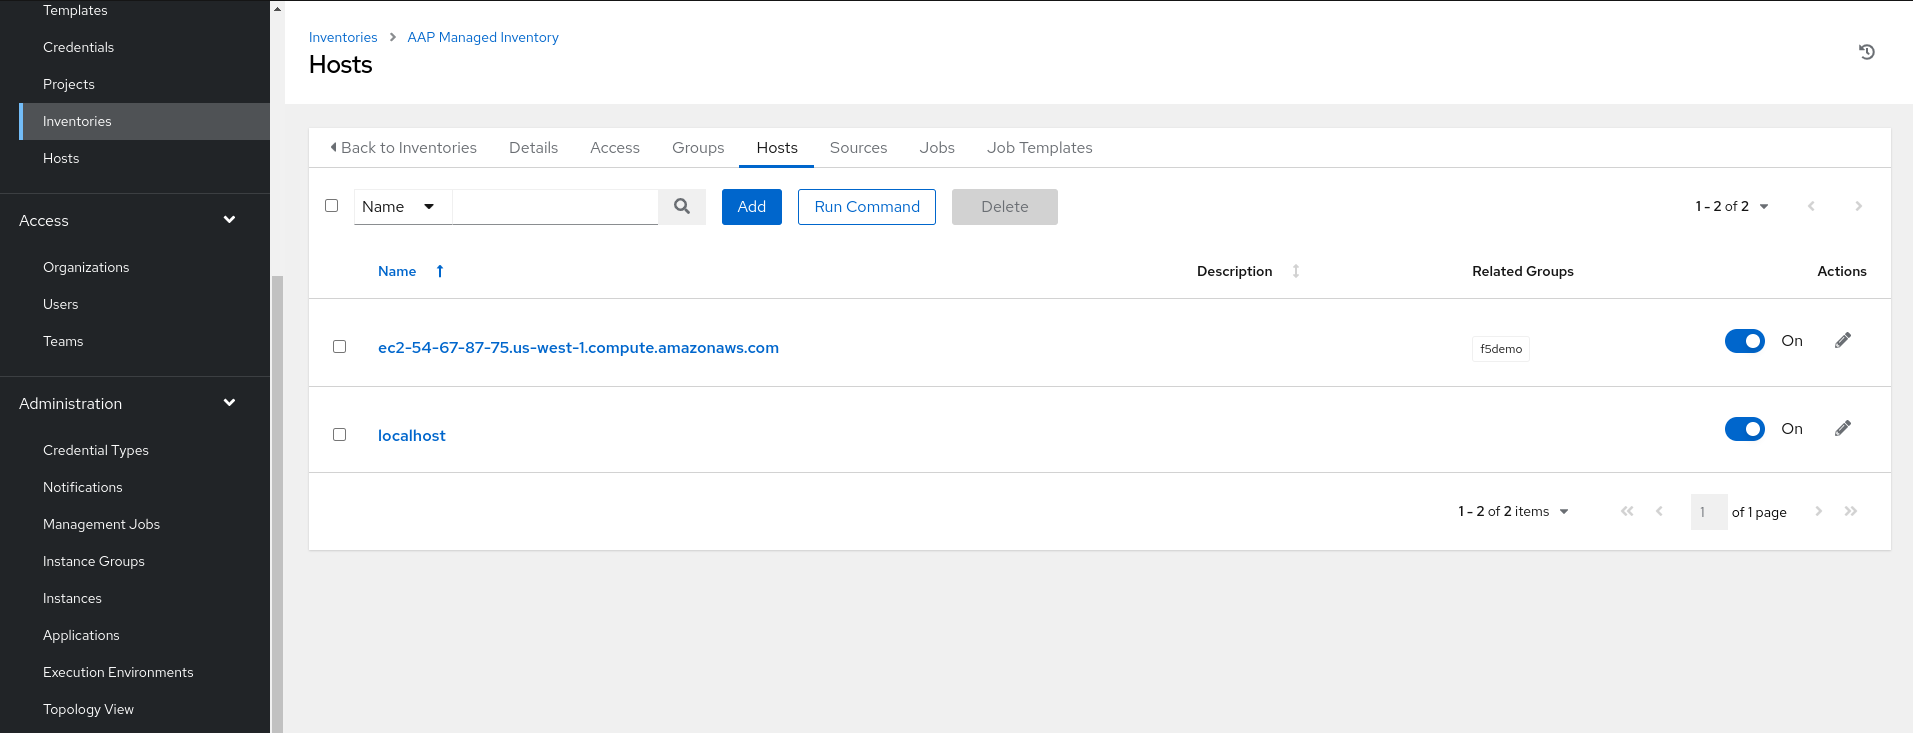 Templates
Credentials
Projects
Inventories
Hosts
Access
Organizations
Users
Teams
Administration
Credential Types
Notifications
Management Jobs
Instance Groups
Instances
Applications
Execution Environments
Topology View
Inventories AAP Managed Inventory
Hosts
Back to Inventories Details Access Groups Hosts Sources Jobs Job Templates
Name Add Run Command Delete 1 - 2 of 2
Name Description Related Groups Actions
ec2-54-67-87-75.us-west-1.compute.amazonaws.com f5demo On
localhost On
1 - 2 of 2 items 1 of 1 page